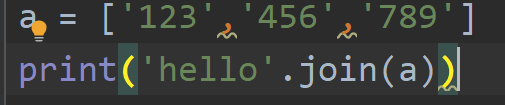 a = ['123','456','789']
print('hello'.join(a))